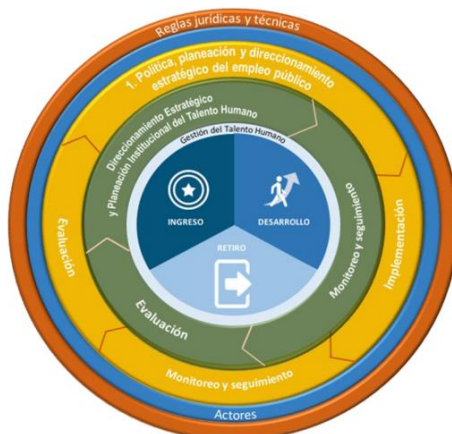 Reglas jurídicas y técnicas
1. Política, planeación y direccionamiento
estratégico del empleo público
Direccionamiento Estratégico
y Planeación Institucional del Talento Humano
Gestión del Talento Humano
INGRESO
DESARROLLO
RETIRO
Evaluación
Monitoreo y seguimiento
Implementación
Evaluación
Monitoreo y seguimiento
Actores